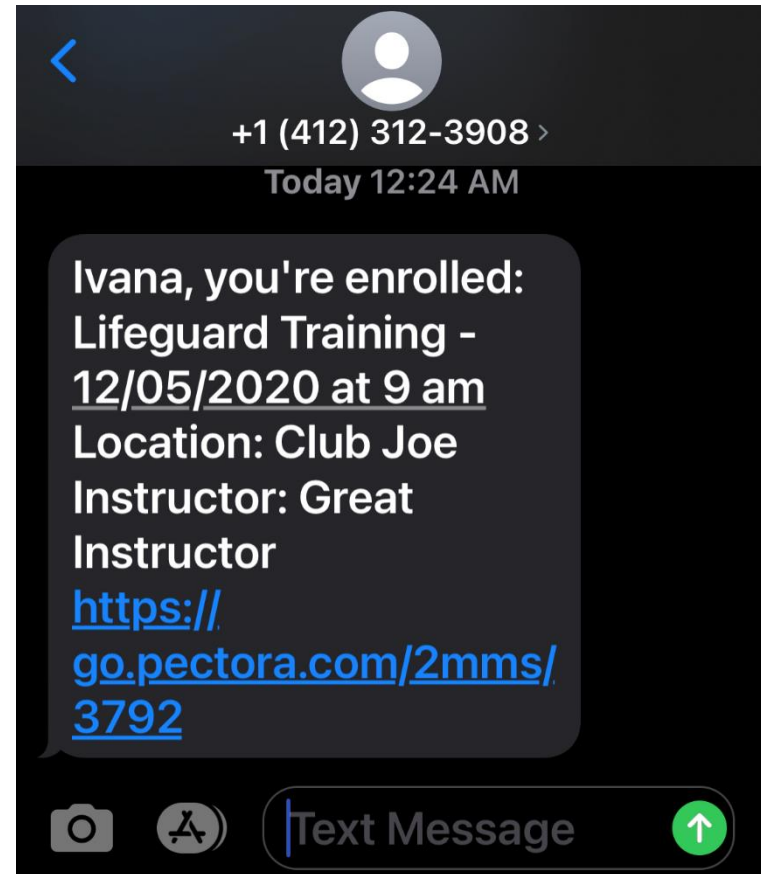 +1 (412) 312-3908 >
Today 12:24 AM
Ivana, you're enrolled:
Lifeguard Training -
12/05/2020 at 9 am
Location: Club Joe
Instructor: Great
Instructor
https://
go.pectora.com/2mms/
3792
Text Message